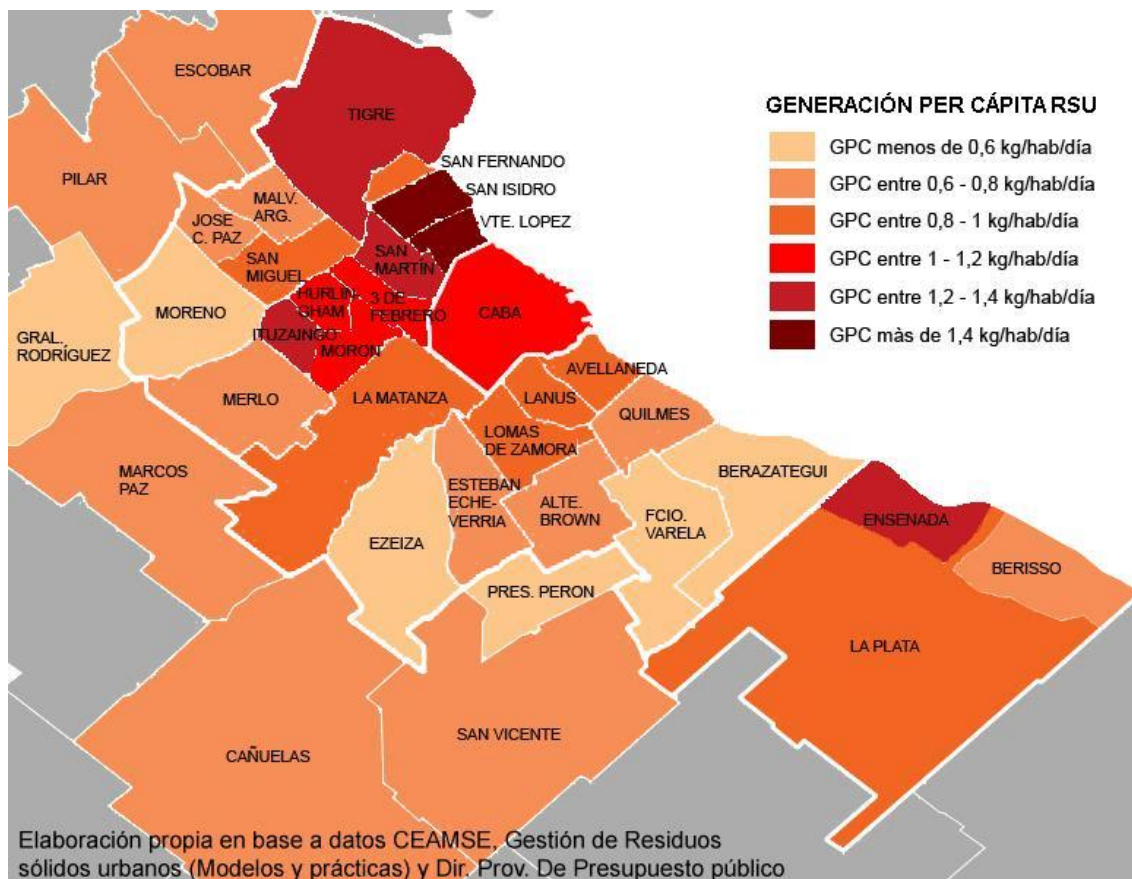 ESCOBAR
TIGRE
PILAR
SAN FERNANDO
SAN ISIDRO
VTE. LOPEZ
MALV.
ARG.
JOSE
C. PAZ
SAN
MIGUEL
SAN
MARTIN
HURLIN-
GHAM
3 DE
FEBRERO
CABA
MORENO
GRAL.
RODRÍGUEZ
ITUZAINGO
MORON
MERLO
LA MATANZA
AVELLANEDA
LANUS
QUILMES
LOMAS
DE ZAMORA
MARCOS
PAZ
BERAZATEGUI
ESTEBAN
ECHE-
VERRIA
ALTE.
BROWN
FCIO.
VARELA
EZEIZA
ENSENADA
BERISSO
PRES. PERON
LA PLATA
SAN VICENTE
CAÑUELAS
GENERACIÓN PER CÁPITA RSU
GPC menos de 0,6 kg/hab/día
GPC entre 0,6 - 0,8 kg/hab/día
GPC entre 0,8 - 1 kg/hab/día
GPC entre 1 - 1,2 kg/hab/día
GPC entre 1,2 - 1,4 kg/hab/día
GPC màs de 1,4 kg/hab/día
Elaboración propia en base a datos CEAMSE, Gestión de Residuos
sólidos urbanos (Modelos y prácticas) y Dir. Prov. De Presupuesto público